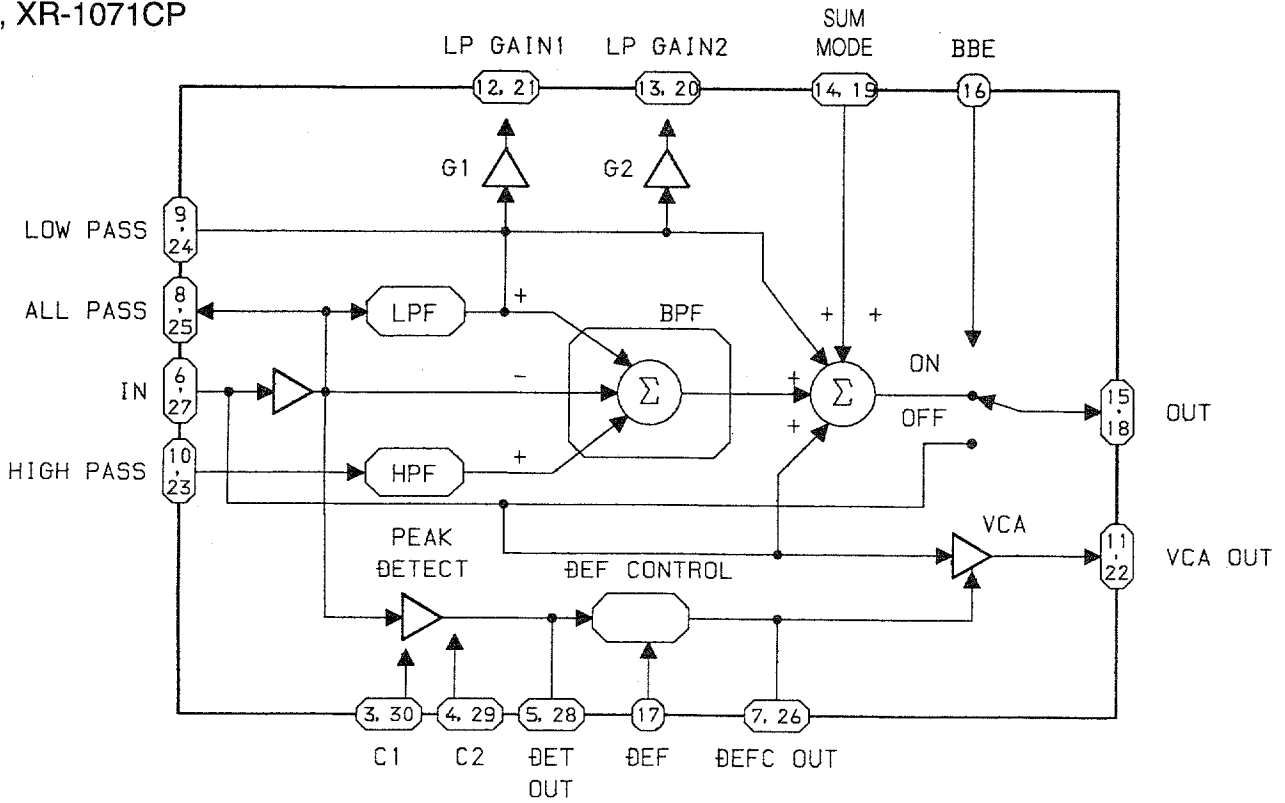 , XR-1071CP
LP GAIN1
LP GAIN2
SUM
MODE
BBE
12, 21
13, 20
14, 19
16
G1
G2
LOW PASS
9
,
24
ALL PASS
8
,
25
LPF
+
BPF
+ +
IN
6
,
27
−
Σ
+
Σ
ON
OFF
15
,
18
OUT
HIGH PASS
10
,
23
HPF
+
+
PEAK
DETECT
DEF CONTROL
VCA
11
,
22
VCA OUT
3, 30
4, 29
5, 28
17
7, 26
C1
C2
DET
OUT
DEF
DEFC OUT